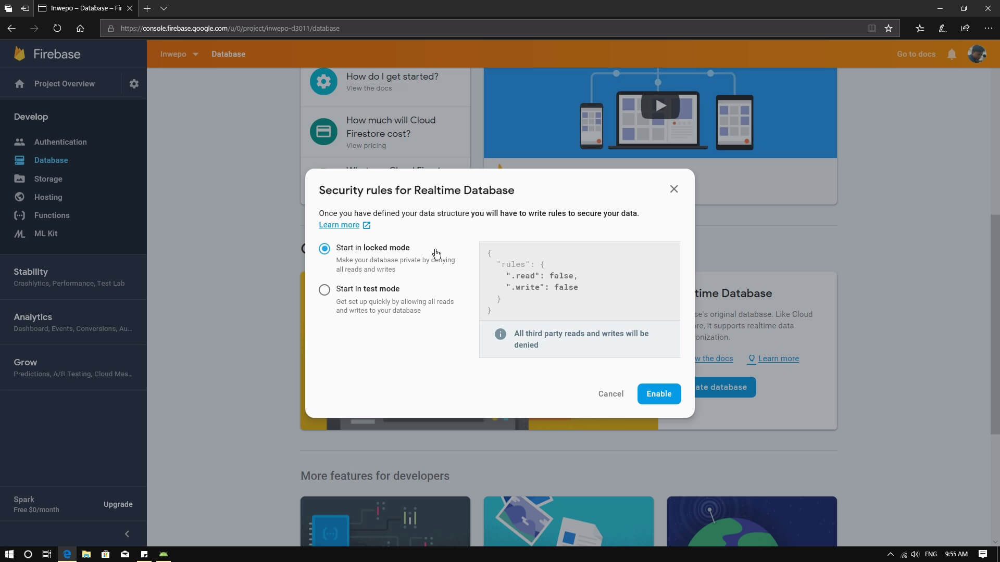 Inwepo – Database – Fir
https://console.firebase.google.com/u/0/project/inwepo-d3011/database
Firebase
Inwepo
Database
Go to docs
Project Overview
Develop
Authentication
Database
Storage
Hosting
Functions
ML Kit
Stability
Crashlytics, Performance, Test Lab
Analytics
Dashboard, Events, Conversions, Au...
Grow
Predictions, A/B Testing, Cloud Mes...
Spark
Free $0/month
Upgrade
How do I get started?
View the docs
How much will Cloud
Firestore cost?
View pricing
Security rules for Realtime Database
Once you have defined your data structure you will have to write rules to secure your data.
Learn more
Start in locked mode
Make your database private by denying
all reads and writes
Start in test mode
Get set up quickly by allowing all reads
and writes to your database
{
"rules": {
".read": false,
".write": false
}
}
All third party reads and writes will be
denied
Cancel
Enable
time Database
se's original database. Like Cloud
re, it supports realtime data
onization.
w the docs
Learn more
ate database
More features for developers
ENG
9:55 AM